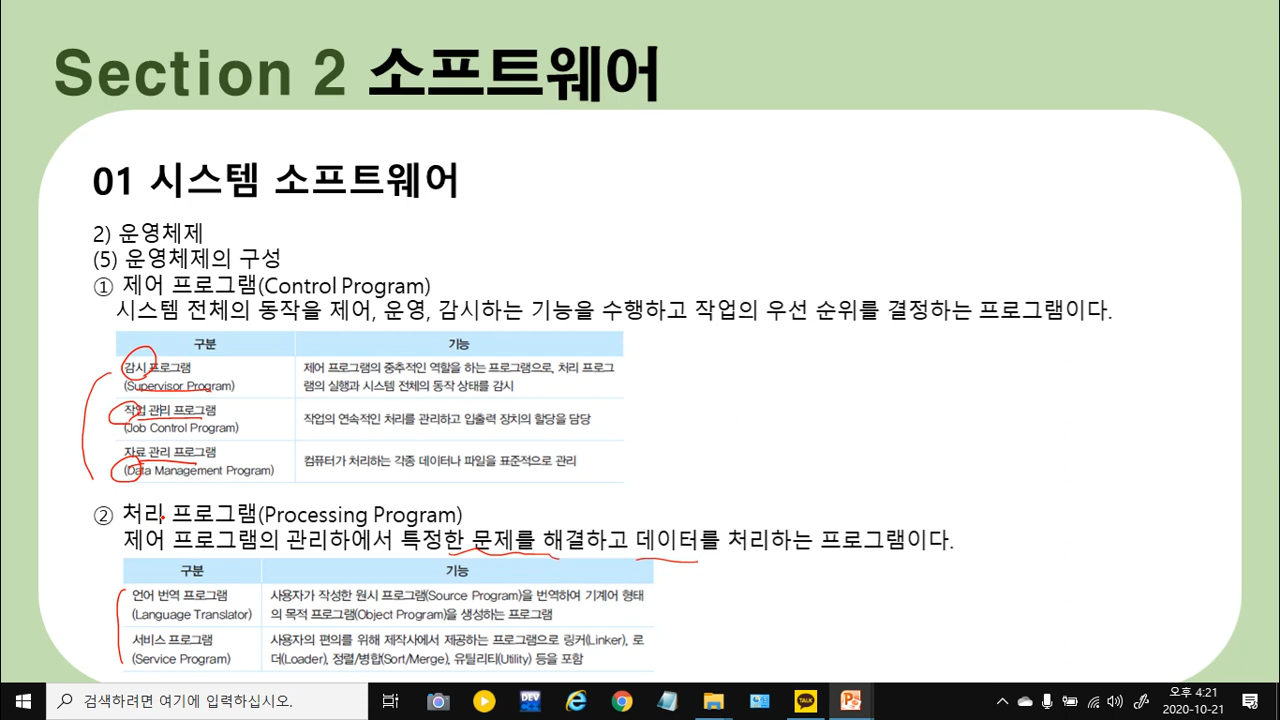 Section 2 소프트웨어
01 시스템 소프트웨어
2) 운영체제
(5) 운영체제의 구성
① 제어 프로그램(Control Program)
시스템 전체의 동작을 제어, 운영, 감시하는 기능을 수행하고 작업의 우선 순위를 결정하는 프로그램이다.
구분 기능
감시 프로그램
(Supervisor Program)
제어 프로그램의 중추적인 역할을 하는 프로그램으로, 처리 프로그
램의 실행과 시스템 전체의 동작 상태를 감시
작업 관리 프로그램
(Job Control Program)
작업의 연속적인 처리를 관리하고 입출력 장치의 할당을 담당
자료 관리 프로그램
(Data Management Program)
컴퓨터가 처리하는 각종 데이터나 파일을 표준적으로 관리
② 처리 프로그램(Processing Program)
제어 프로그램의 관리하에서 특정한 문제를 해결하고 데이터를 처리하는 프로그램이다.
구분 기능
언어 번역 프로그램
(Language Translator)
사용자가 작성한 원시 프로그램(Source Program)을 번역하여 기계어 형태
의 목적 프로그램(Object Program)을 생성하는 프로그램
서비스 프로그램
(Service Program)
사용자의 편의를 위해 제작사에서 제공하는 프로그램으로 링커(Linker), 로
더(Loader), 정렬/병합(Sort/Merge), 유틸리티(Utility) 등을 포함
검색하려면 여기에 입력하십시오.
DEV
TALK
오후 4:21
2020-10-21